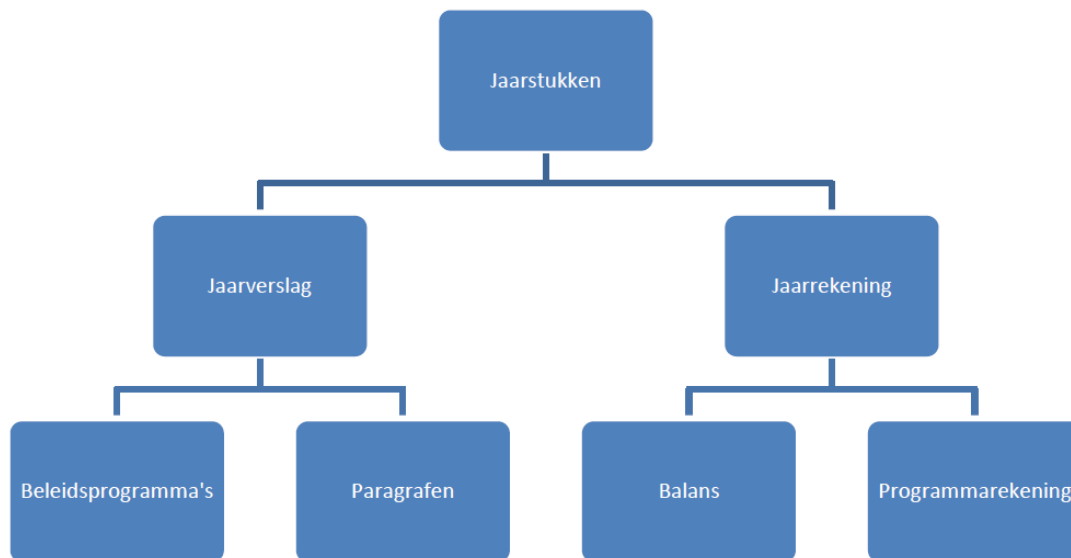 Jaarstukken
Jaarverslag
Jaarrekening
Beleidsprogramma's
Paragrafen
Balans
Programmarekening